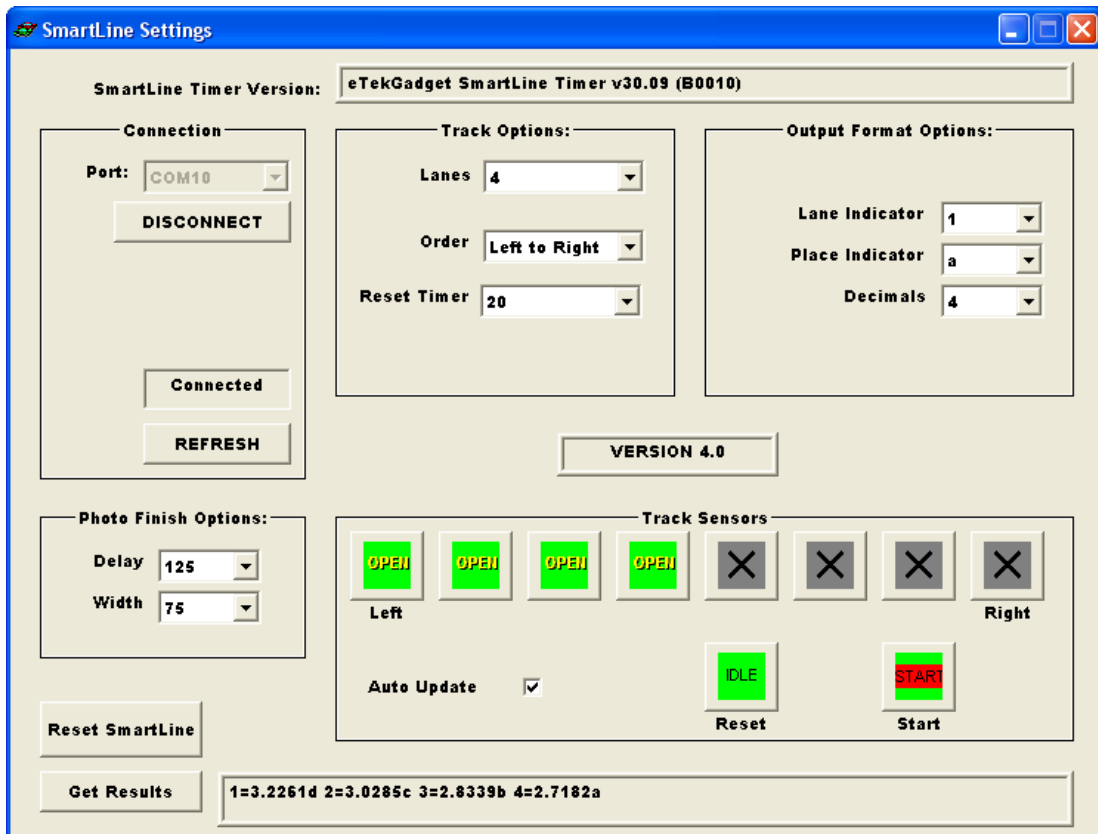 SmartLine Settings
SmartLine Timer Version:
eTekGadget SmartLine Timer v30.09 (B0010)
Connection
Port:
COM10
DISCONNECT
Connected
REFRESH
Track Options:
Lanes
4
Order
Left to Right
Reset Timer
20
Output Format Options:
Lane Indicator
1
Place Indicator
a
Decimals
4
VERSION 4.0
Photo Finish Options:
Delay
125
Width
75
Track Sensors
OPEN OPEN OPEN OPEN
Left
Right
Auto Update
IDLE
Reset
START
Start
Reset SmartLine
Get Results
1=3.2261d 2=3.0285c 3=2.8339b 4=2.7182a